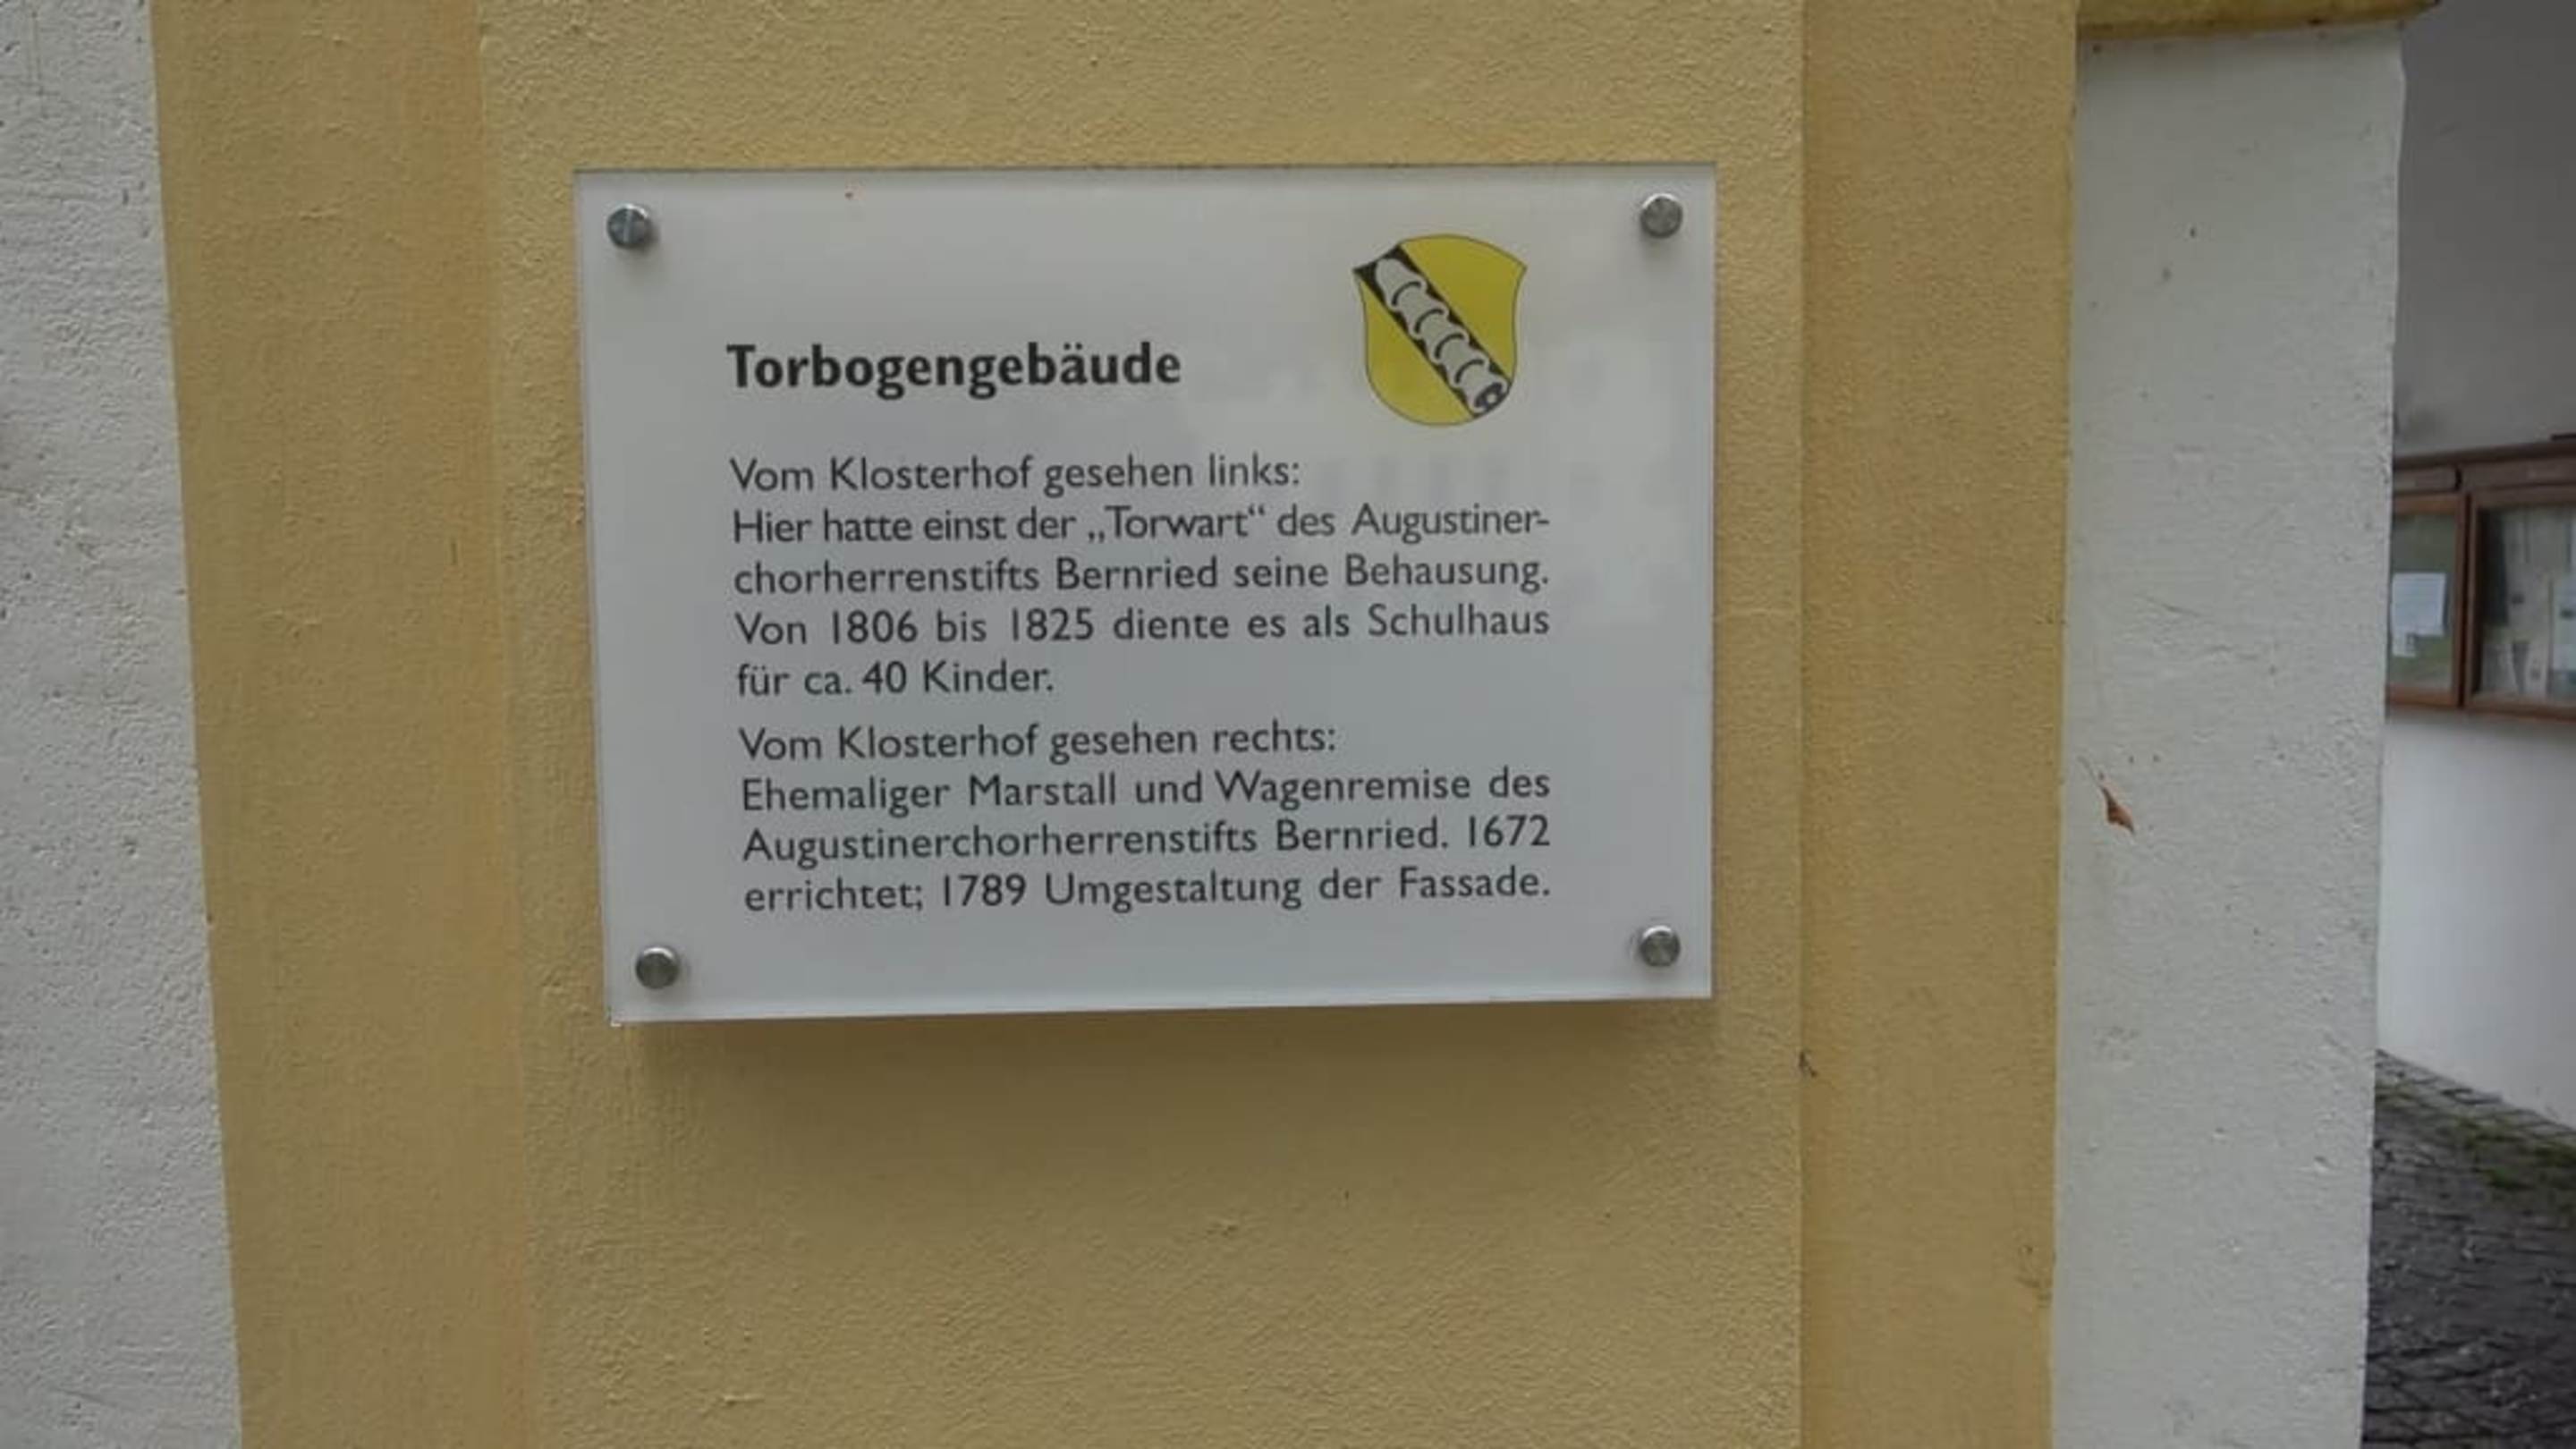 Torbogengebäude
Vom Klosterhof gesehen links:
Hier hatte einst der „Torwart“ des Augustiner-
chorherrenstifts Bernried seine Behausung.
Von 1806 bis 1825 diente es als Schulhaus
für ca. 40 Kinder.
Vom Klosterhof gesehen rechts:
Ehemaliger Marstall und Wagenremise des
Augustinerchorherrenstifts Bernried. 1672
errichtet; 1789 Umgestaltung der Fassade.